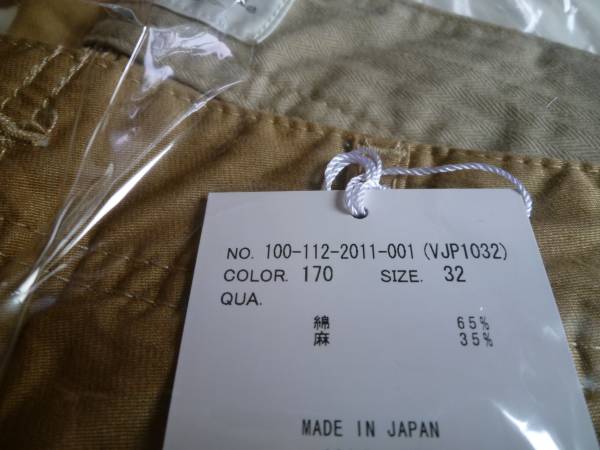 NO. 100-112-2011-001 (VJP1032)
COLOR. 170 SIZE. 32
QUA.
綿 65%
麻 35%
MADE IN JAPAN